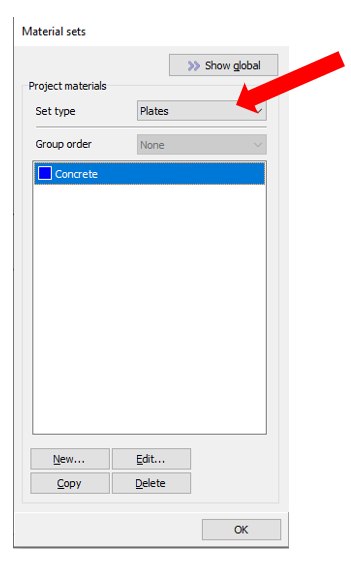 Material sets
Show global
Project materials
Set type Plates
Group order None
Concrete
New... Edit...
Copy Delete
OK